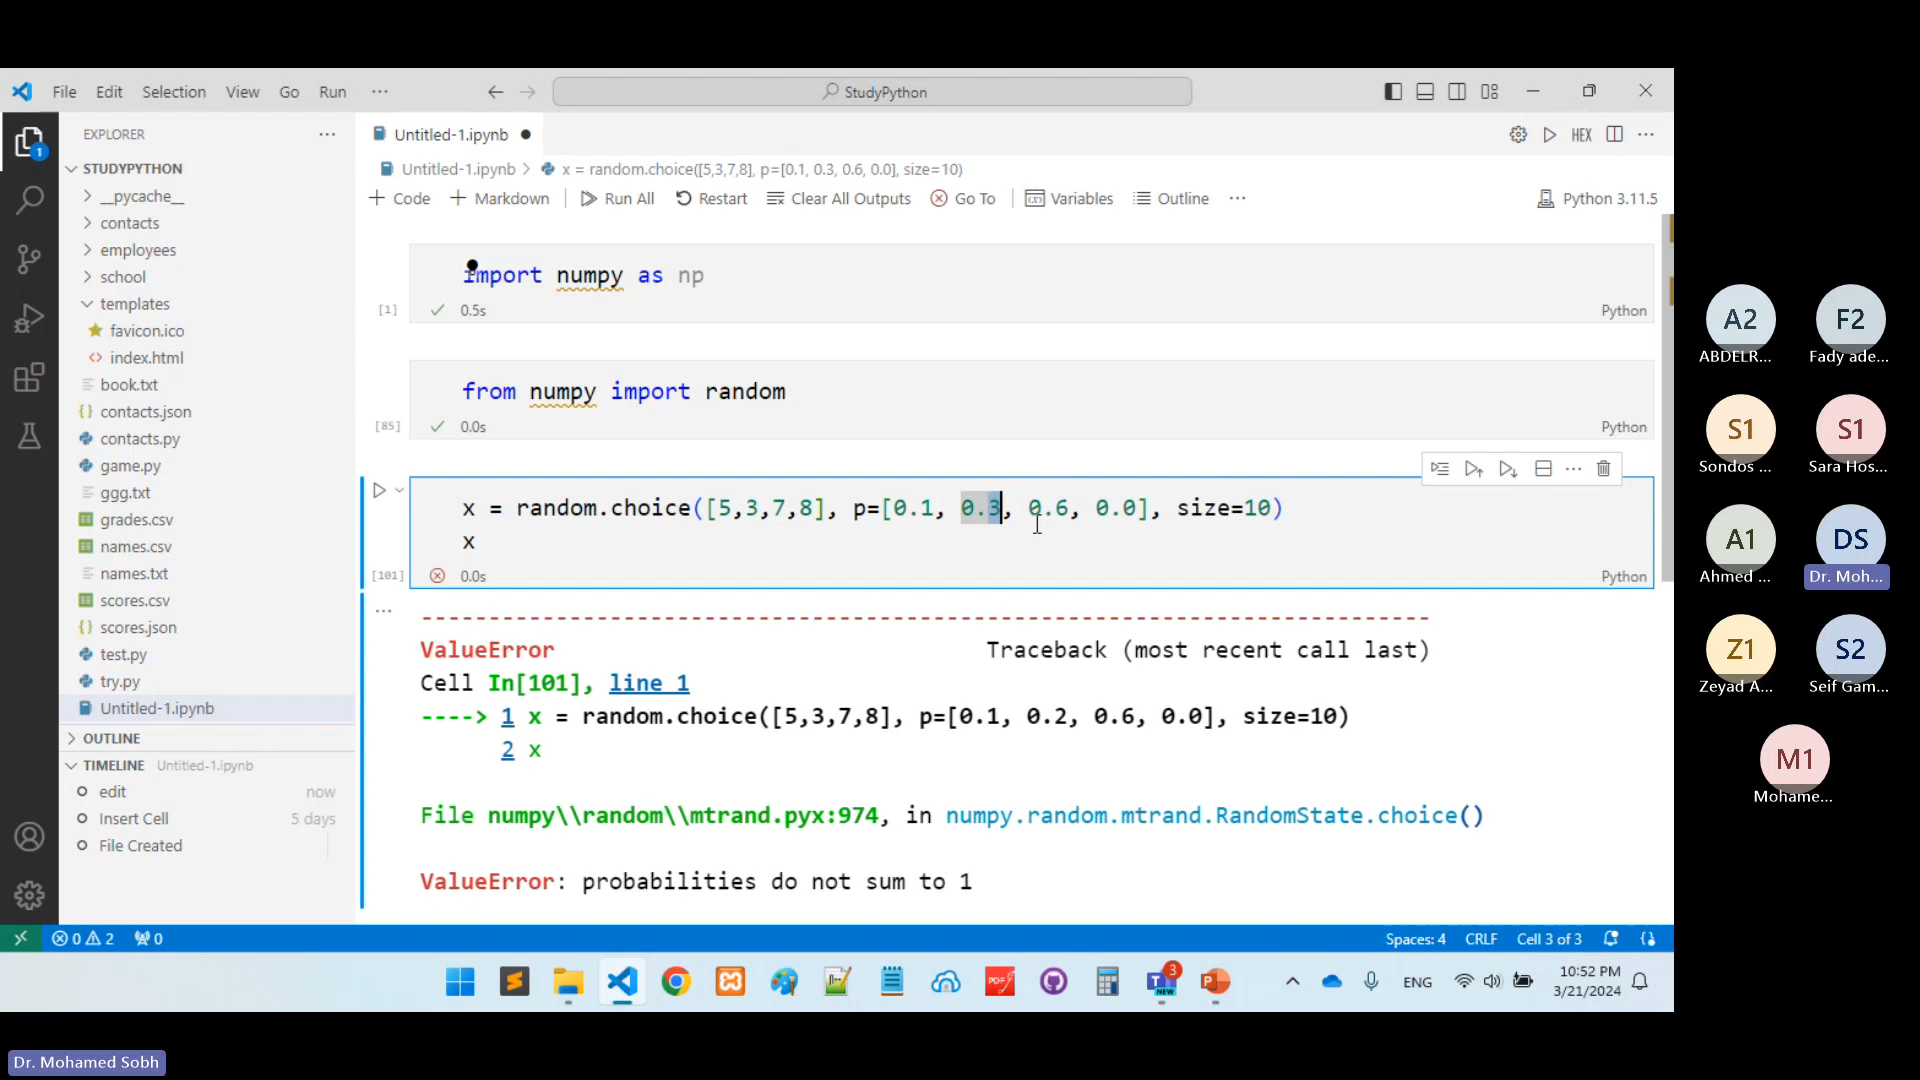 File Edit Selection View Go Run ··· StudyPython
EXPLORER ···
STUDYPYTHON
__pycache__
contacts
employees
school
templates
favicon.ico
index.html
book.txt
contacts.json
contacts.py
game.py
ggg.txt
grades.csv
names.csv
names.txt
scores.csv
scores.json
test.py
try.py
Untitled-1.ipynb
OUTLINE
TIMELINE Untitled-1.ipynb
edit now
Insert Cell 5 days
File Created
1
Untitled-1.ipynb ●
HEX
Untitled-1.ipynb > x = random.choice([5,3,7,8], p=[0.1, 0.3, 0.6, 0.0], size=10)
+ Code + Markdown Run All Restart Clear All Outputs Go To Variables Outline ··· Python 3.11.5
import numpy as np
[1] 0.5s Python
from numpy import random
[85] 0.0s Python
x = random.choice([5,3,7,8], p=[0.1, 0.3, 0.6, 0.0], size=10)
x
[101] 0.0s Python
···
--------------------------------------------------------------------------
ValueError Traceback (most recent call last)
Cell In[101], line 1
----> 1 x = random.choice([5,3,7,8], p=[0.1, 0.2, 0.6, 0.0], size=10)
2 x
File numpy\\random\\mtrand.pyx:974, in numpy.random.mtrand.RandomState.choice()
ValueError: probabilities do not sum to 1
0 2 0 Spaces: 4 CRLF Cell 3 of 3
3
NEW
PDF
ENG
10:52 PM
3/21/2024
A2 F2
ABDELR... Fady ade...
S1 S1
Sondos ... Sara Hos...
A1 DS
Ahmed ... Dr. Moh...
Z1 S2
Zeyad A... Seif Gam...
M1
Mohame...
Dr. Mohamed Sobh